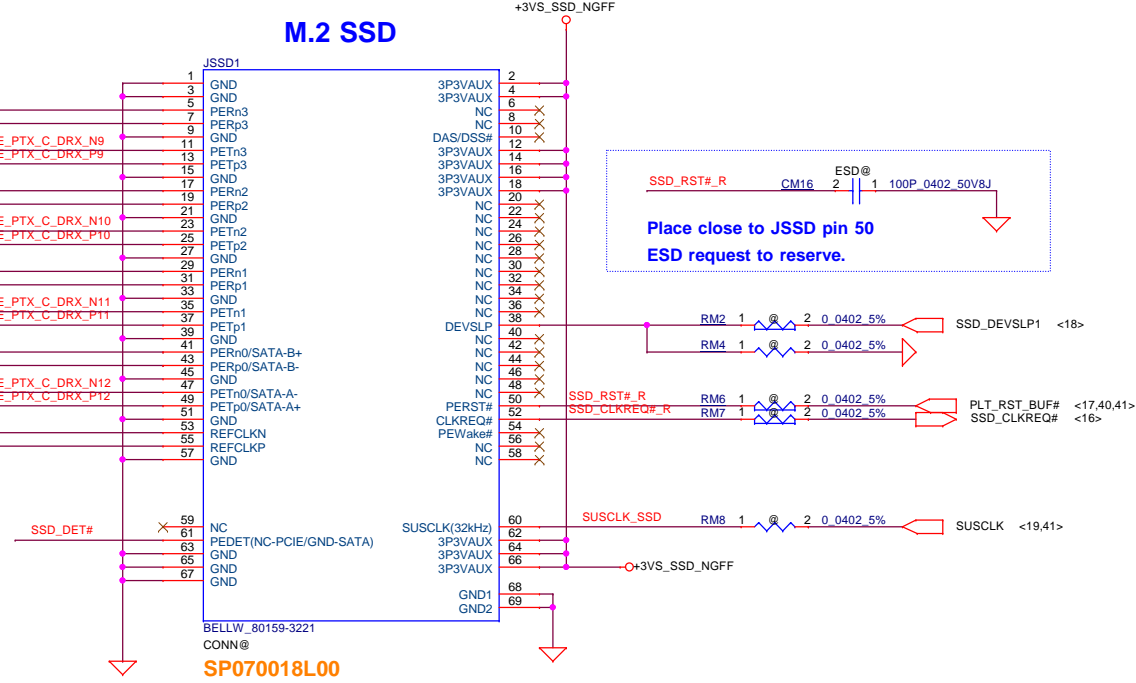 +3VS_SSD_NGFF
M.2 SSD
JSSD1
1 GND 3P3VAUX 2
3 GND 3P3VAUX 4
5 PERn3 NC 6
7 PERp3 NC 8
9 GND DAS/DSS# 10
E_PTX_C_DRX_N9 11 PETn3 3P3VAUX 12
E_PTX_C_DRX_P9 13 PETp3 3P3VAUX 14
15 GND 3P3VAUX 16
17 PERn2 3P3VAUX 18
19 PERp2 NC 20
21 GND NC 22
E_PTX_C_DRX_N10 23 PETn2 NC 24
E_PTX_C_DRX_P10 25 PETp2 NC 26
27 GND NC 28
29 PERn1 NC 30
31 PERp1 NC 32
33 GND NC 34
E_PTX_C_DRX_N11 35 PETn1 NC 36
E_PTX_C_DRX_P11 37 PETp1 DEVSLP 38
39 GND NC 40
41 PERn0/SATA-B+ NC 42
43 PERp0/SATA-B- NC 44
45 GND NC 46
E_PTX_C_DRX_N12 47 PETn0/SATA-A- NC 48
E_PTX_C_DRX_P12 49 PETp0/SATA-A+ PERST# 50
51 GND CLKREQ# 52
53 REFCLKN PEWake# 54
55 REFCLKP NC 56
57 GND NC 58
59 NC SUSCLK(32kHz) 60
SSD_DET# 61 PEDET(NC-PCIE/GND-SATA) 3P3VAUX 62
63 GND 3P3VAUX 64
65 GND 3P3VAUX 66
67 GND
GND1 68
GND2 69
+3VS_SSD_NGFF
BELLW_80159-3221
CONN@
SP070018L00
ESD@
SSD_RST#_R CM16 2 1 100P_0402_50V8J
Place close to JSSD pin 50
ESD request to reserve.
RM2 1 @ 2 0_0402_5% SSD_DEVSLP1 <18>
RM4 1 @ 2 0_0402_5%
SSD_RST#_R RM6 1 @ 2 0_0402_5% PLT_RST_BUF# <17,40,41>
SSD_CLKREQ#_R RM7 1 @ 2 0_0402_5% SSD_CLKREQ# <16>
SUSCLK_SSD RM8 1 @ 2 0_0402_5% SUSCLK <19,41>